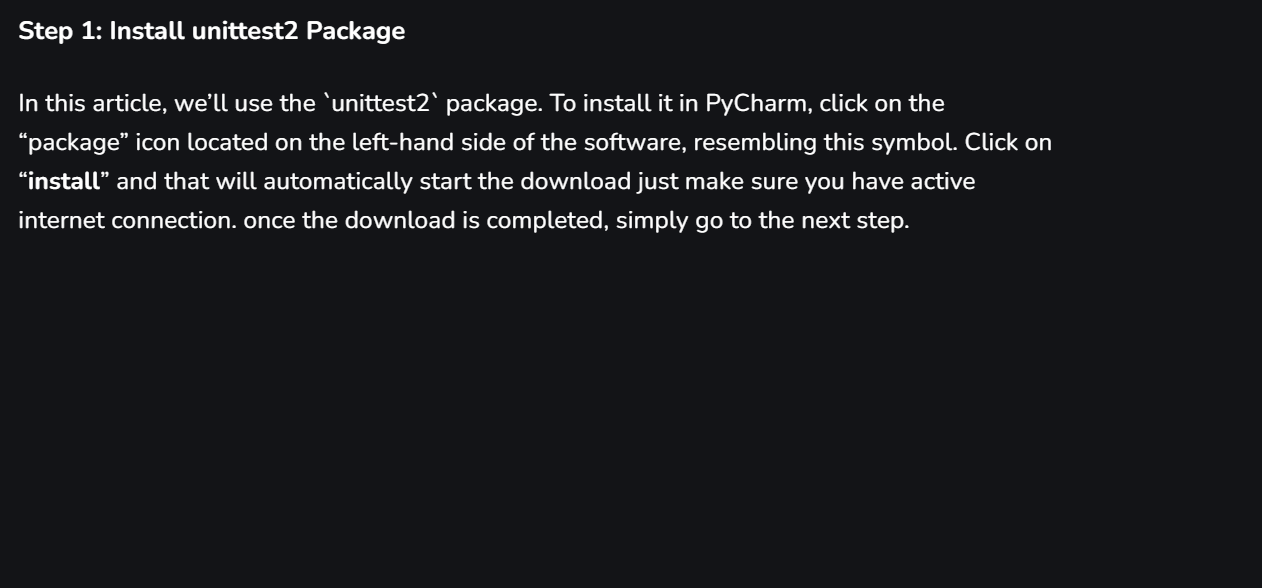 Step 1: Install unittest2 Package
In this article, we’ll use the `unittest2` package. To install it in PyCharm, click on the
“package” icon located on the left-hand side of the software, resembling this symbol. Click on
“install” and that will automatically start the download just make sure you have active
internet connection. once the download is completed, simply go to the next step.